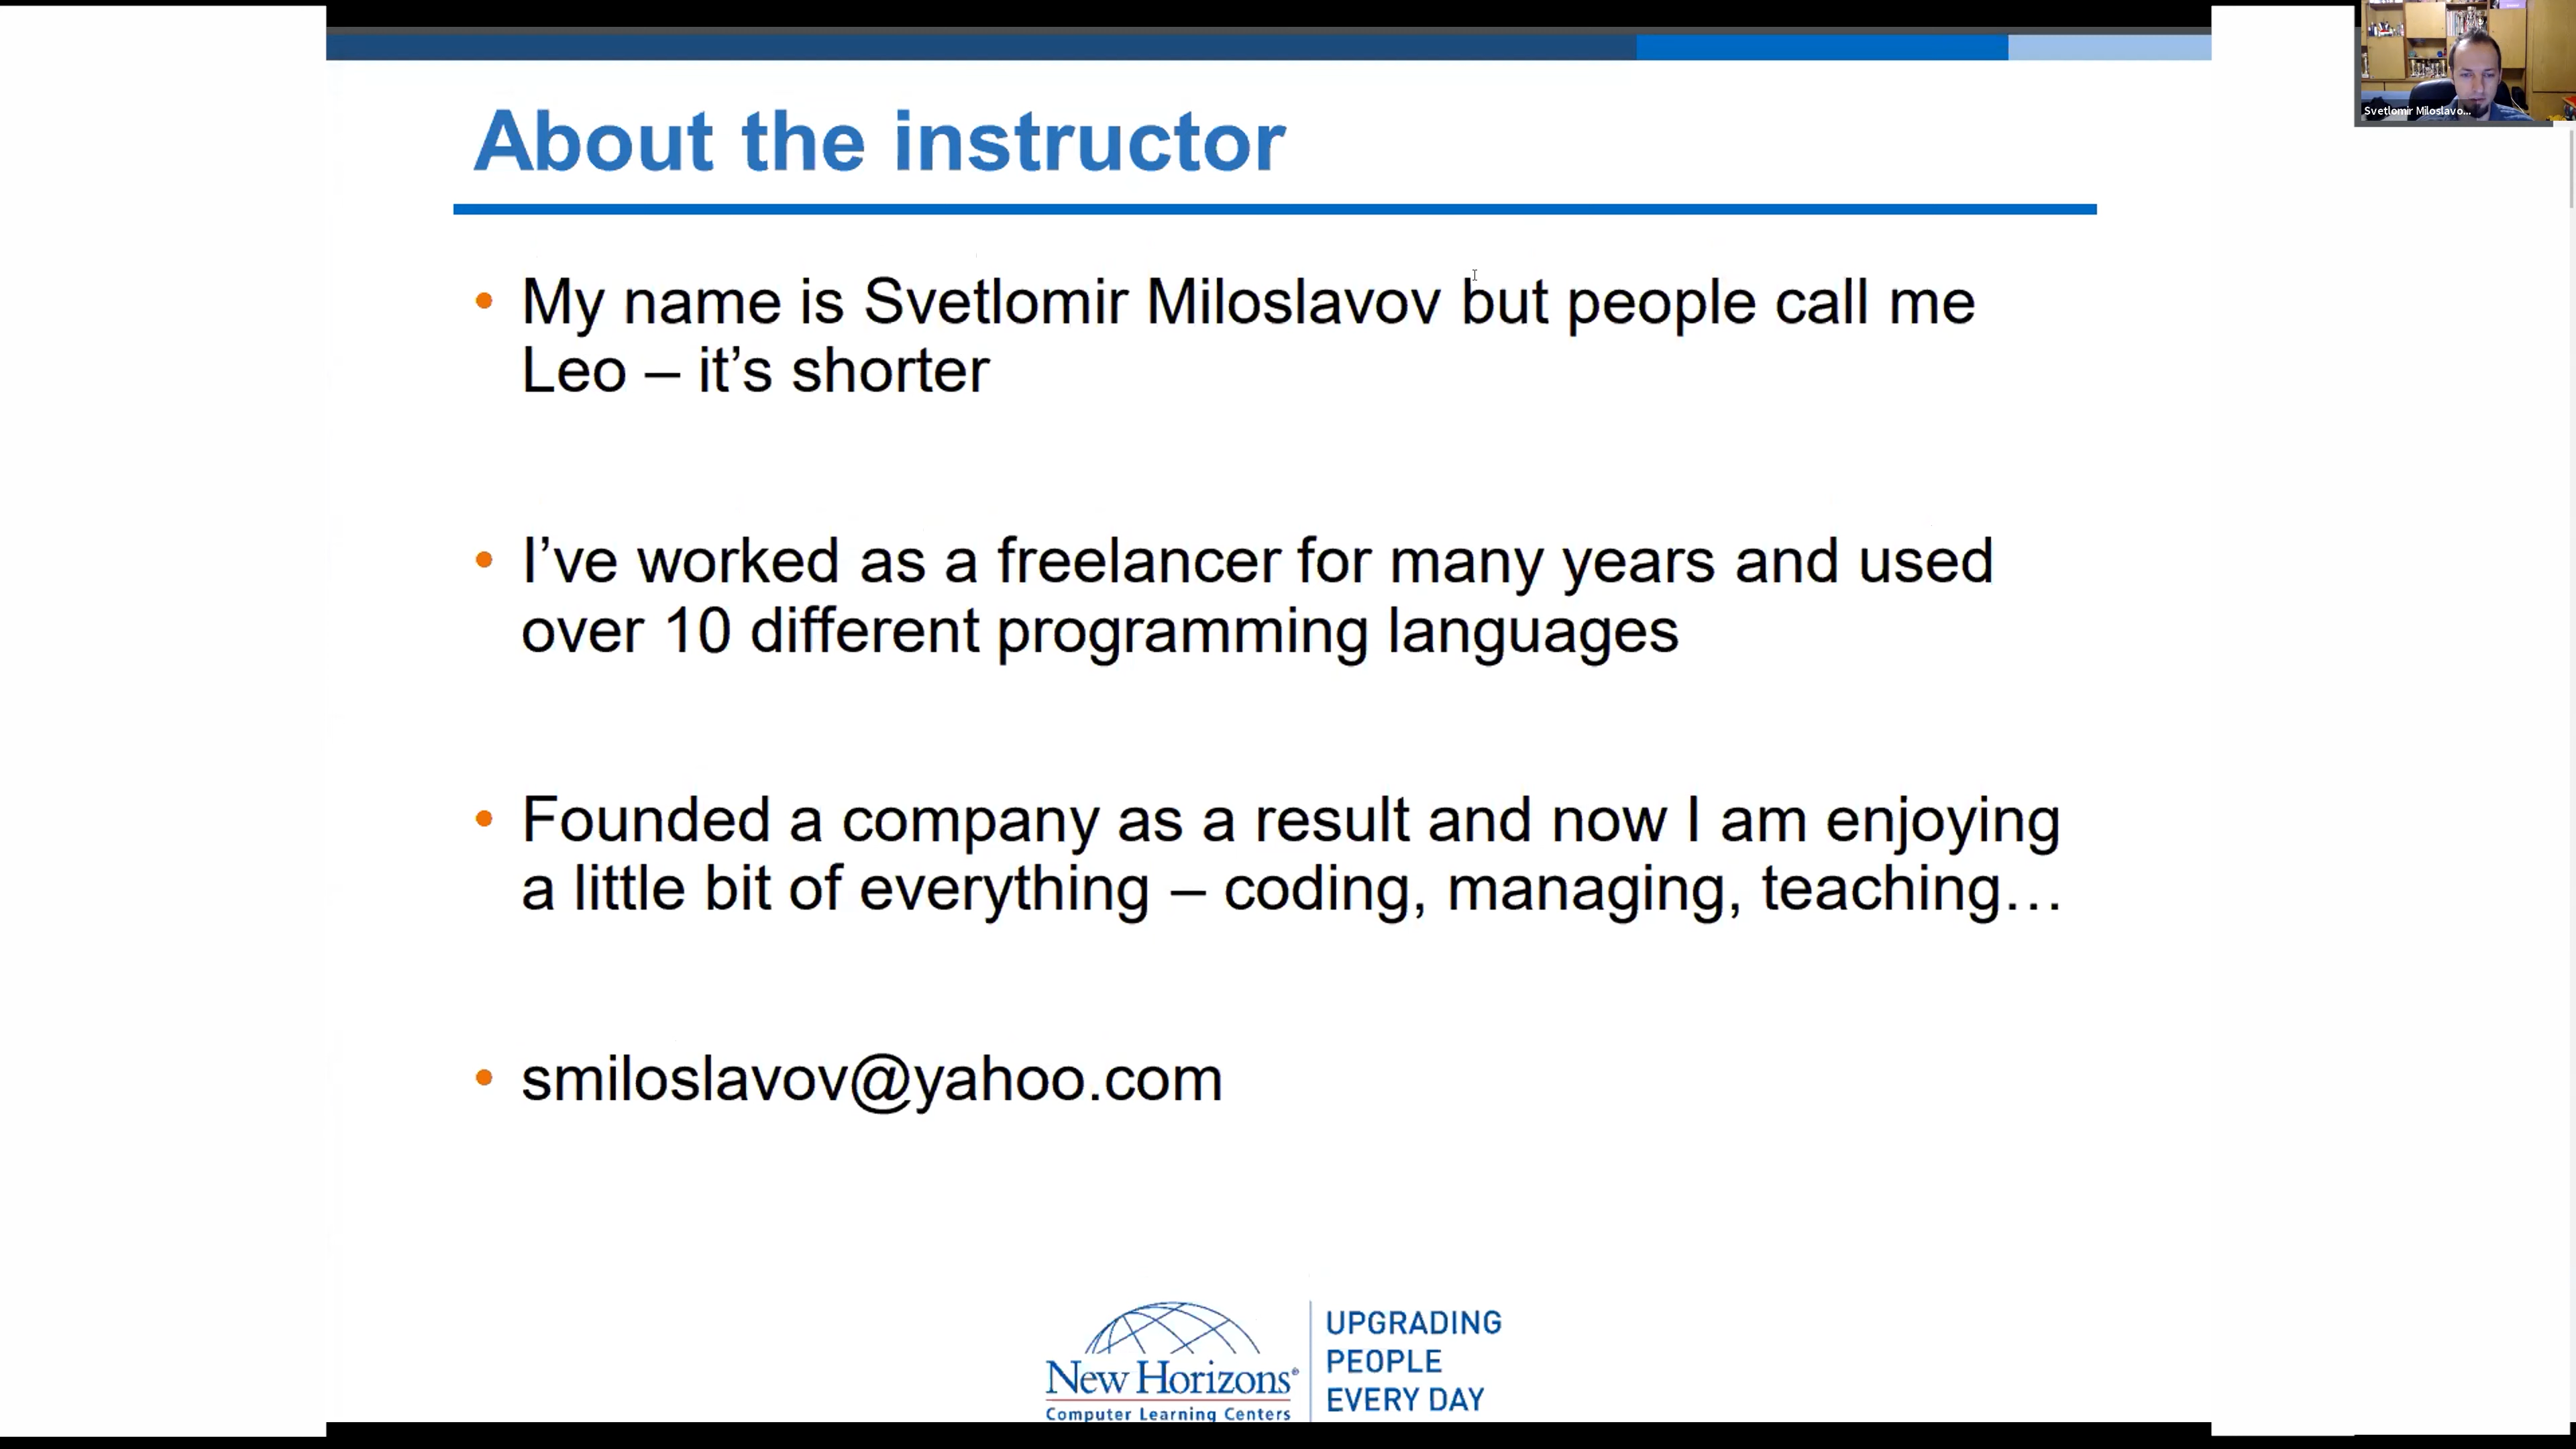 About the instructor
Svetlomir Miloslavo...
• My name is Svetlomir Miloslavov but people call me
Leo – it’s shorter
• I’ve worked as a freelancer for many years and used
over 10 different programming languages
• Founded a company as a result and now I am enjoying
a little bit of everything – coding, managing, teaching…
• smiloslavov@yahoo.com
New Horizons®
Computer Learning Centers
UPGRADING
PEOPLE
EVERY DAY